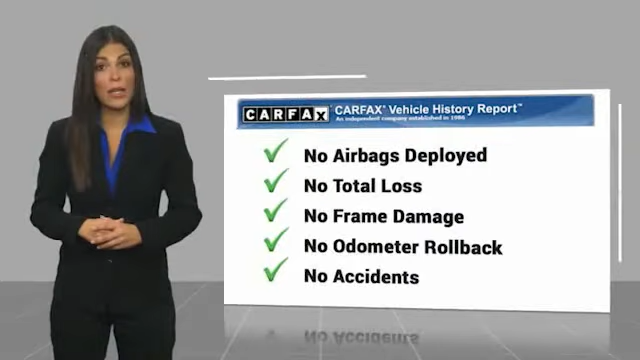 CARFAX CARFAX Vehicle History Report™
An independent company established in 1986
No Airbags Deployed
No Total Loss
No Frame Damage
No Odometer Rollback
No Accidents